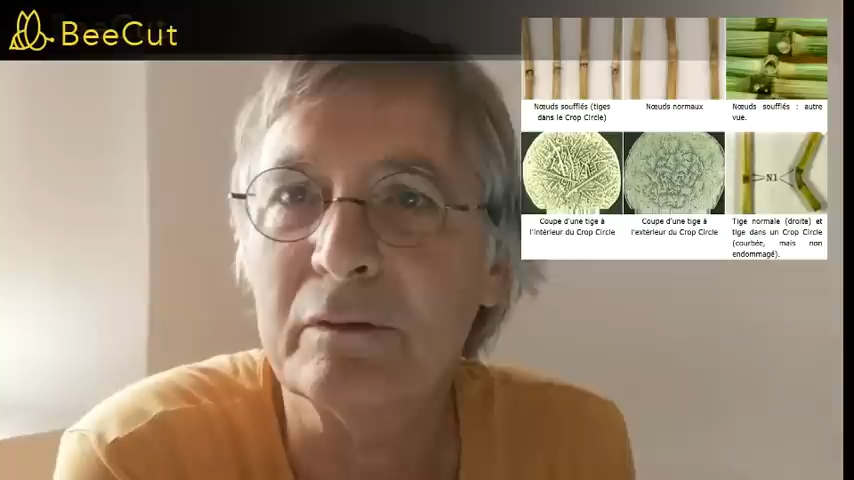 BeeCut
Nœuds soufflés (tiges
dans le Crop Circle)
Nœuds normaux
Nœuds soufflés : autre
vue.
N1
Coupe d'une tige à
l'intérieur du Crop Circle
Coupe d'une tige à
l'extérieur du Crop Circle
Tige normale (droite) et
tige dans un Crop Circle
(courbée, mais non
endommagé).